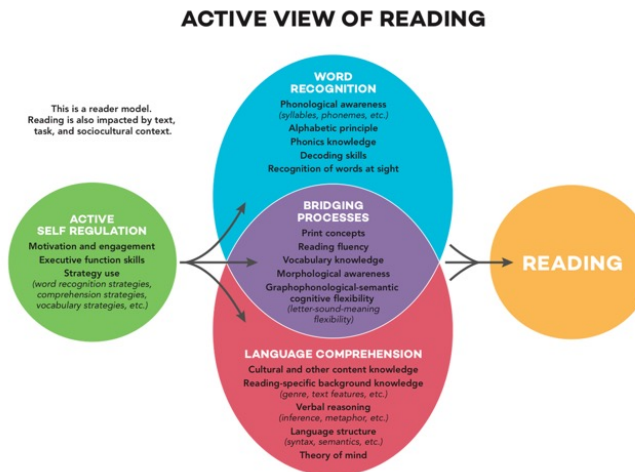 ACTIVE VIEW OF READING
This is a reader model.
Reading is also impacted by text,
task, and sociocultural context.
WORD
RECOGNITION
Phonological awareness
(syllables, phonemes, etc.)
Alphabetic principle
Phonics knowledge
Decoding skills
Recognition of words at sight
ACTIVE
SELF REGULATION
Motivation and engagement
Executive function skills
Strategy use
(word recognition strategies,
comprehension strategies,
vocabulary strategies, etc.)
BRIDGING
PROCESSES
Print concepts
Reading fluency
Vocabulary knowledge
Morphological awareness
Graphophonological-semantic
cognitive flexibility
(letter-sound-meaning
flexibility)
LANGUAGE COMPREHENSION
Cultural and other content knowledge
Reading-specific background knowledge
(genre, text features, etc.)
Verbal reasoning
(inference, metaphor, etc.)
Language structure
(syntax, semantics, etc.)
Theory of mind
READING